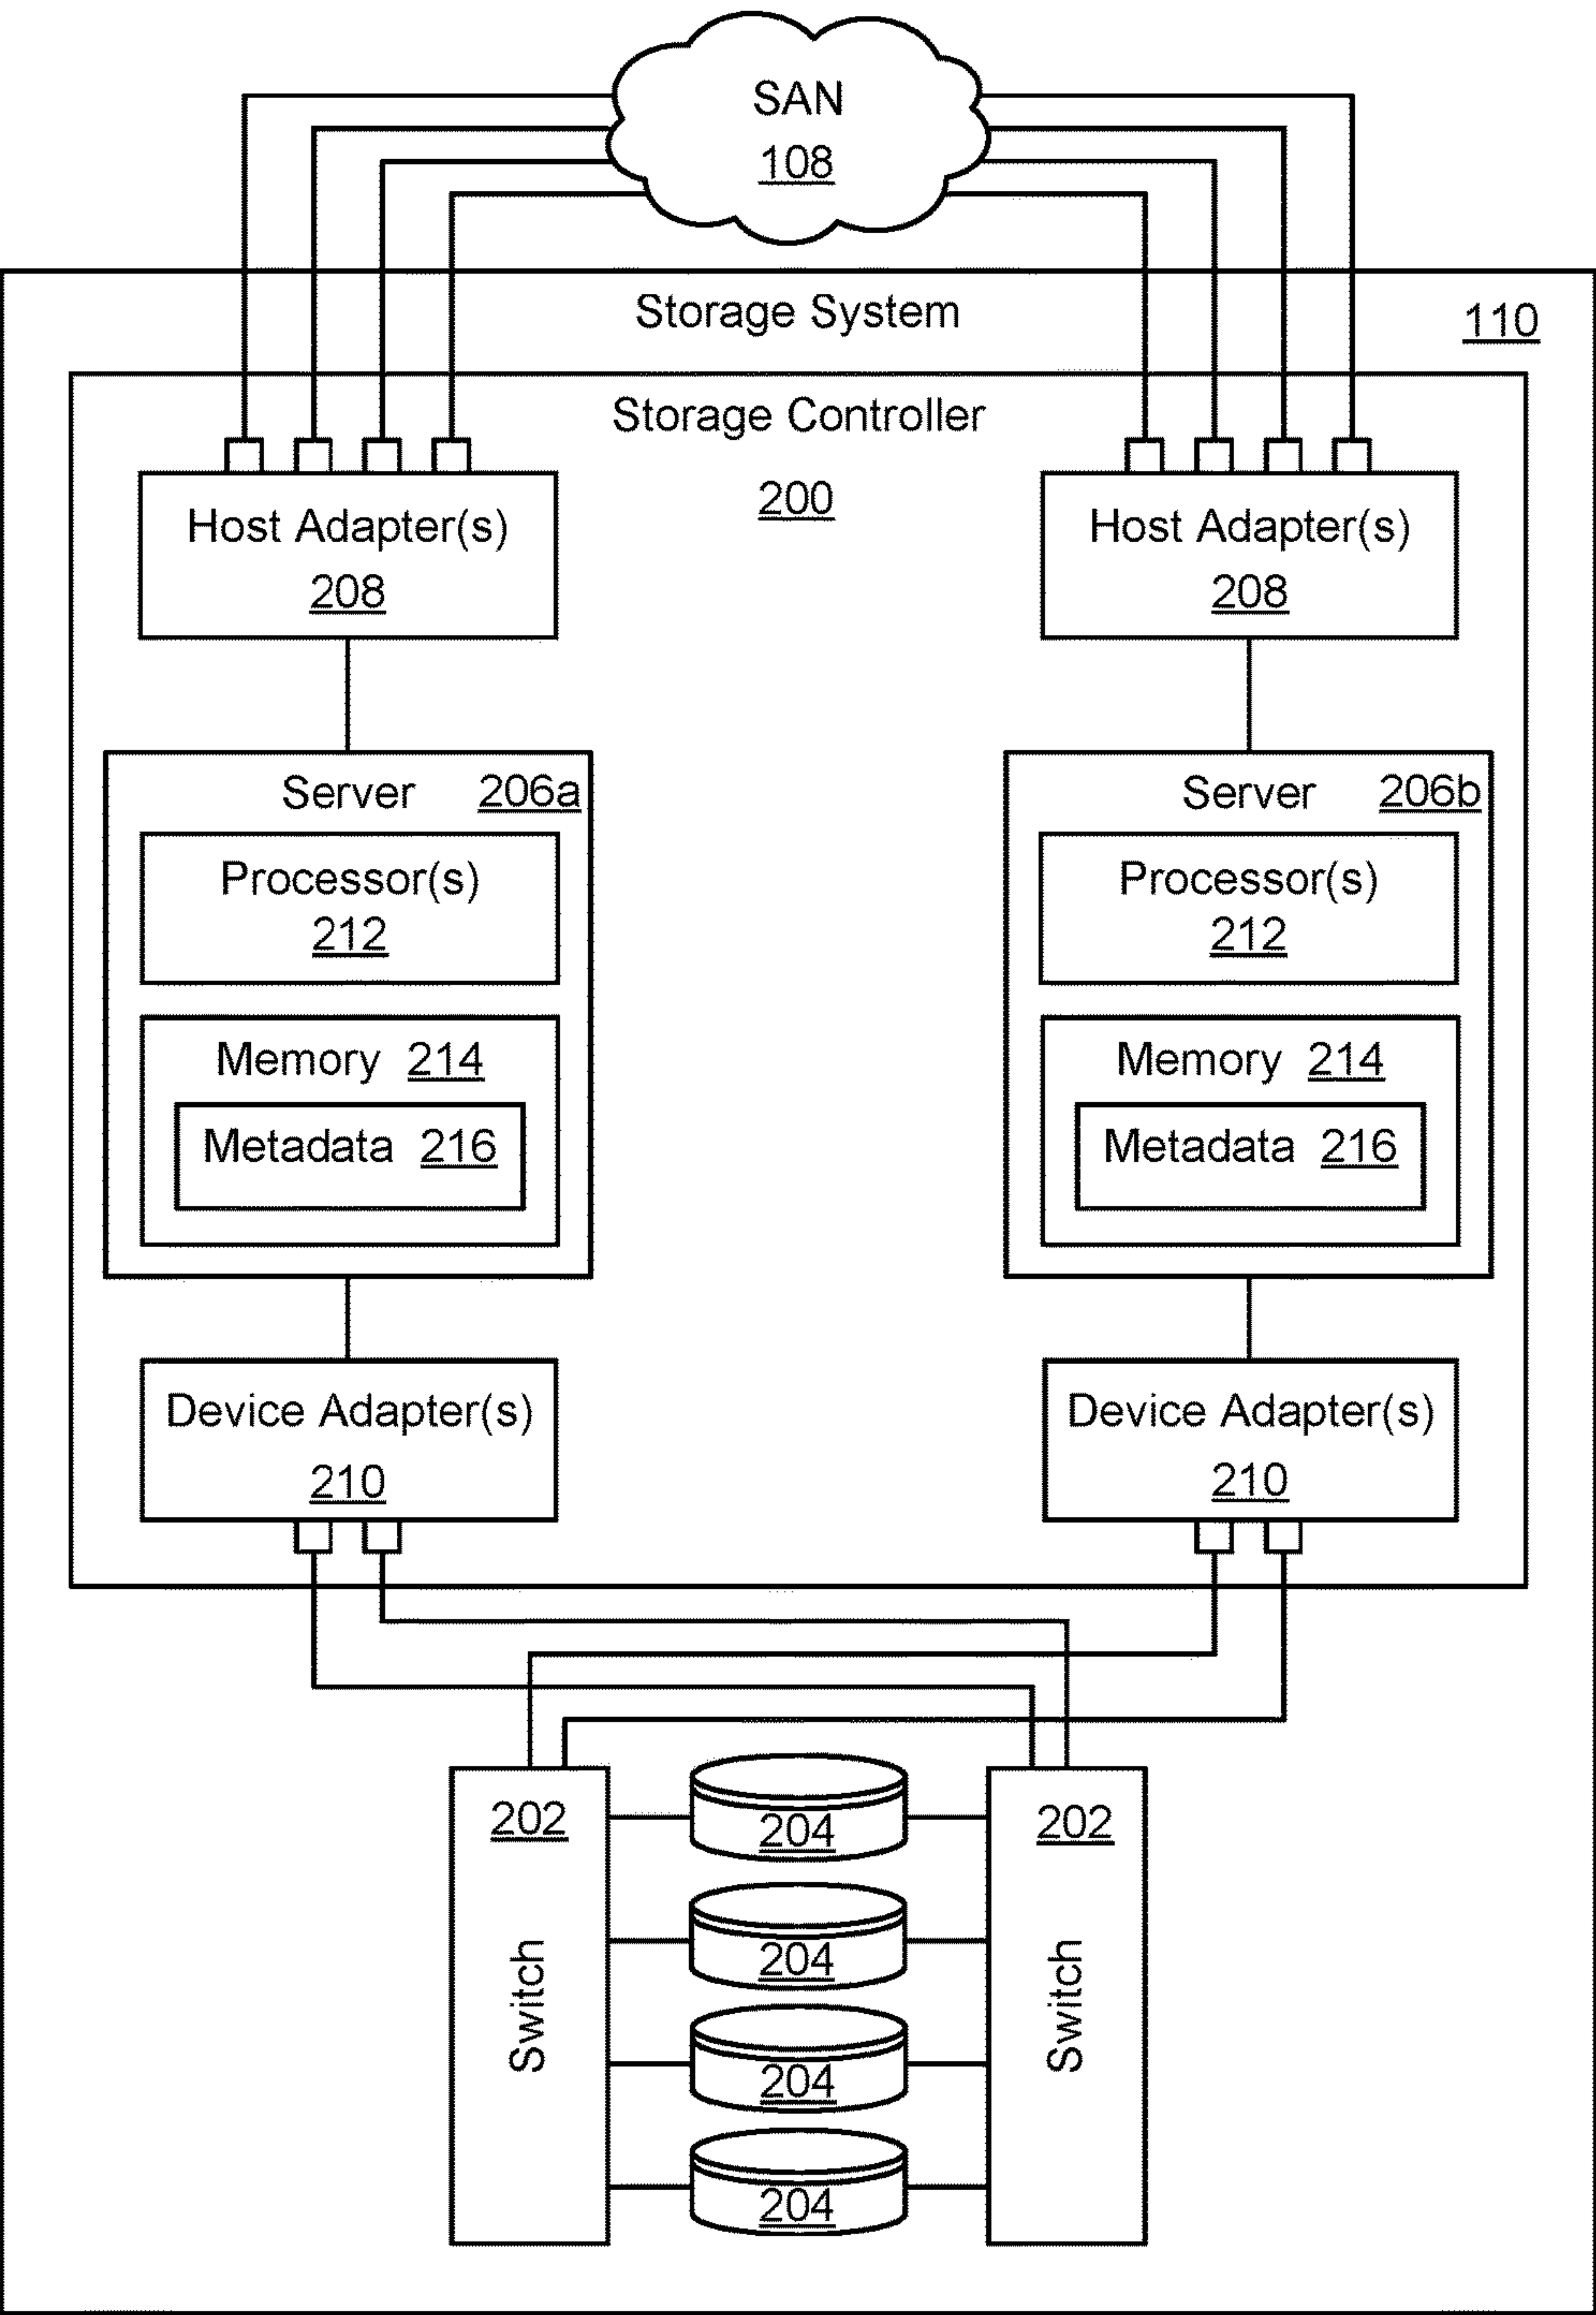 SAN
108
Storage System
110
Storage Controller
200
Host Adapter(s)
208
Host Adapter(s)
208
Server 206a
Processor(s)
212
Memory 214
Metadata 216
Server 206b
Processor(s)
212
Memory 214
Metadata 216
Device Adapter(s)
210
Device Adapter(s)
210
202
Switch
204
204
204
204
202
Switch